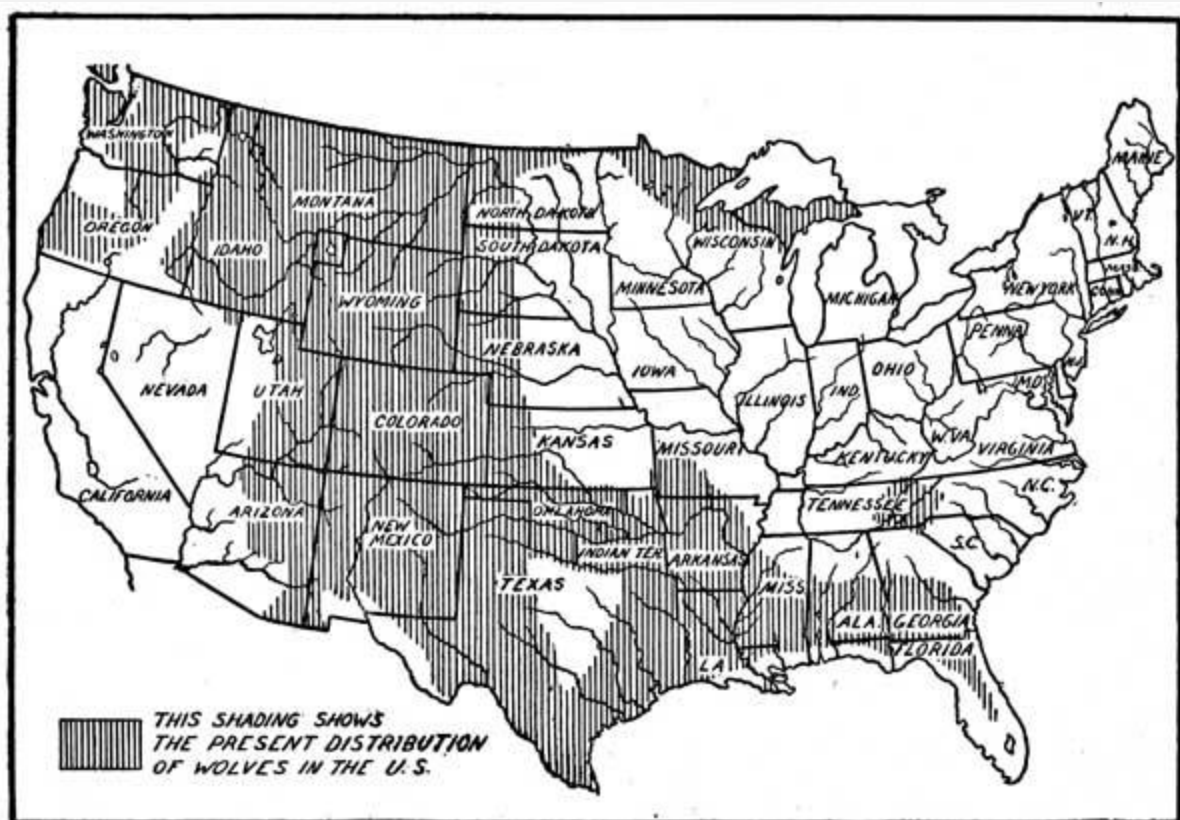 WASHINGTON
MONTANA
NORTH DAKOTA
MAINE
OREGON
IDAHO
SOUTH DAKOTA
WISCONSIN
VT.
N.H.
MASS.
WYOMING
MINNESOTA
MICHIGAN
NEW YORK
CONN.
NEBRASKA
PENNA
NEVADA
UTAH
IOWA
OHIO
N.J.
ILLINOIS
IND.
MD.
COLORADO
KANSAS
MISSOURI
W.VA.
VIRGINIA
KENTUCKY
CALIFORNIA
ARIZONA
NEW
MEXICO
OKLAHOMA
TENNESSEE
N.C.
INDIAN TER.
ARKANSAS
S.C.
TEXAS
MISS
ALA.
GEORGIA
FLORIDA
LA.
THIS SHADING SHOWS
THE PRESENT DISTRIBUTION
OF WOLVES IN THE U.S.